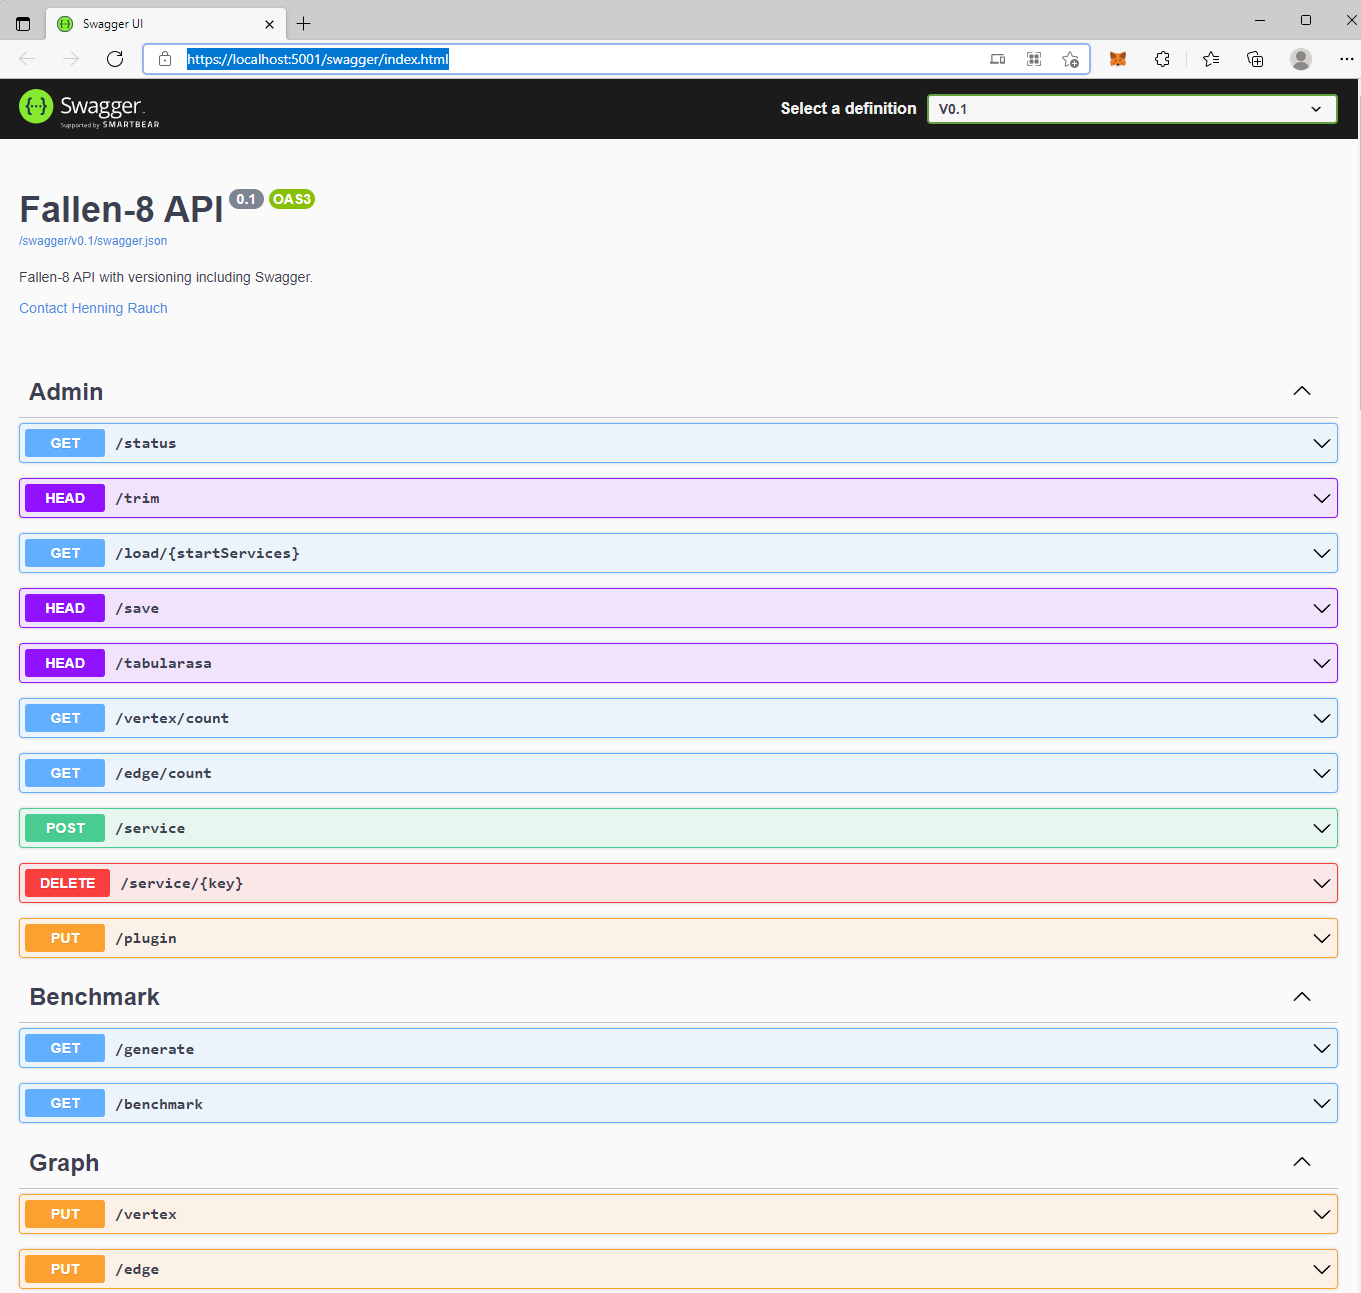 Swagger UI
https://localhost:5001/swagger/index.html
Swagger.
Supported by SMARTBEAR
Select a definition
V0.1
Fallen-8 API 0.1 OAS3
/swagger/v0.1/swagger.json
Fallen-8 API with versioning including Swagger.
Contact Henning Rauch
Admin
GET /status
HEAD /trim
GET /load/{startServices}
HEAD /save
HEAD /tabularasa
GET /vertex/count
GET /edge/count
POST /service
DELETE /service/{key}
PUT /plugin
Benchmark
GET /generate
GET /benchmark
Graph
PUT /vertex
PUT /edge